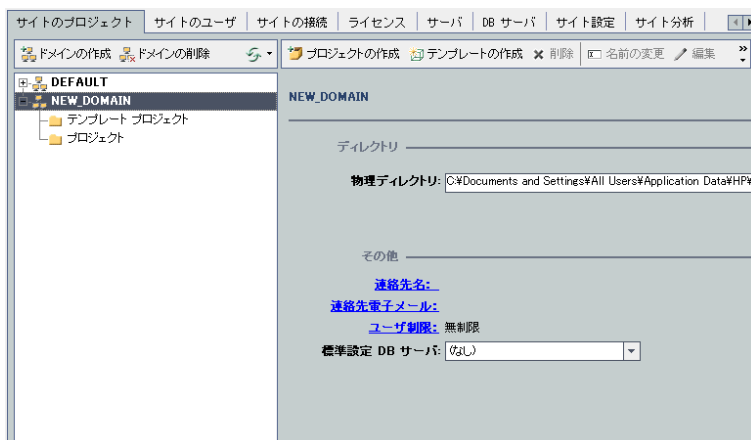 サイトのプロジェクト サイトのユーザ サイトの接続 ライセンス サーバ DB サーバ サイト設定 サイト分析
ドメインの作成 ドメインの削除 プロジェクトの作成 テンプレートの作成 削除 名前の変更 編集
DEFAULT
NEW_DOMAIN
テンプレート プロジェクト
プロジェクト
NEW_DOMAIN
ディレクトリ
物理ディレクトリ: C:¥Documents and Settings¥All Users¥Application Data¥HP¥
その他
連絡先名:
連絡先電子メール:
ユーザ制限: 無制限
標準設定 DB サーバ: (なし)